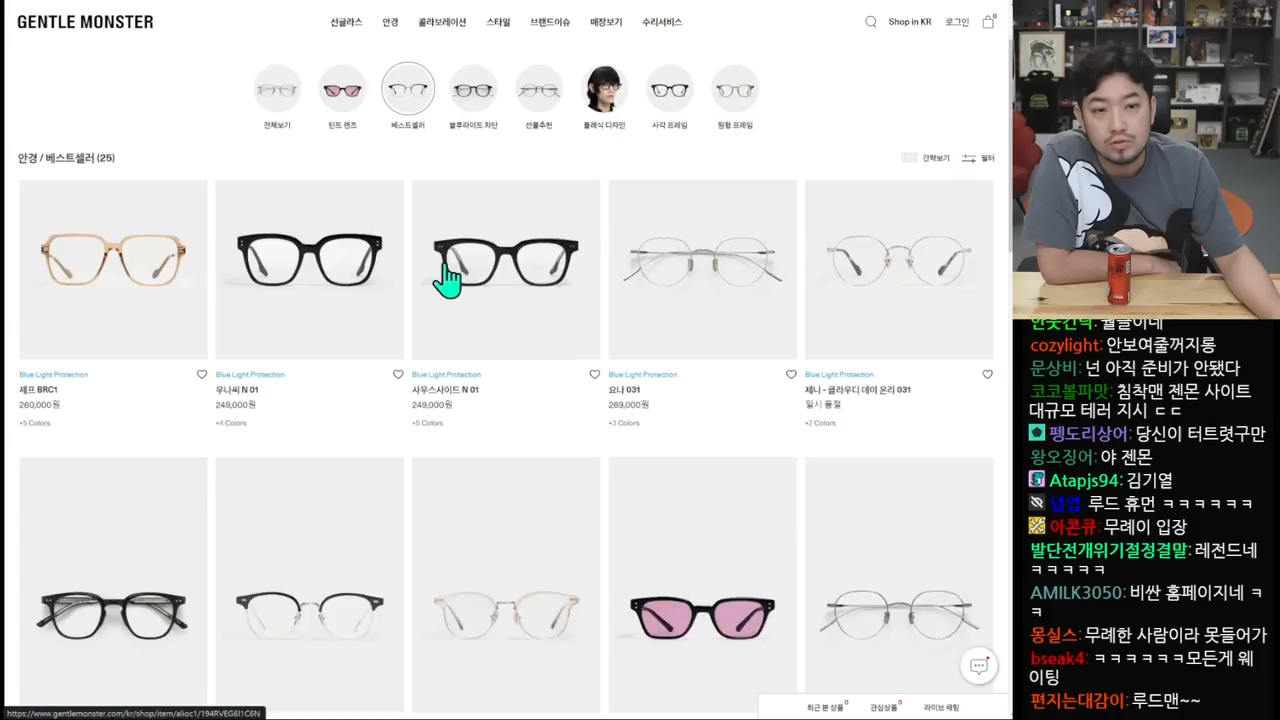 GENTLE MONSTER
선글라스 안경 콜라보레이션 스타일 브랜드이슈 매장보기 수리서비스
Shop in KR 로그인 0
전체보기 틴트 렌즈 베스트셀러 블루라이트 차단 선물추천 클래식 디자인 사각 프레임 원형 프레임
안경 / 베스트셀러 (25)
간략보기 필터
Blue Light Protection
제프 BRC1
260,000원
+5 Colors
Blue Light Protection
우나씨 N 01
249,000원
+4 Colors
Blue Light Protection
사우스사이드 N 01
249,000원
+5 Colors
Blue Light Protection
요나 031
269,000원
+3 Colors
Blue Light Protection
제니 - 클라우디 데이 온리 031
일시 품절
+2 Colors
https://www.gentlemonster.com/kr/shop/item/alioc1/194RVEG6I1C6N
최근 본 상품 0 관심상품 0 라이브 채팅
cozylight: 안보여줄꺼지롱
문상비: 넌 아직 준비가 안됐다
코코볼파맛: 침착맨 젠몬 사이트
대규모 테러 지시 ㄷㄷ
펭도리상어: 당신이 터트렷구만
왕오징어: 야 젠몬
Atapjs94: 김기열
넵엽: 루드 휴먼 ㅋㅋㅋㅋㅋㅋ
아콘큐: 무례이 입장
발단전개위기절정결말: 레전드네
ㅋㅋㅋㅋㅋ
AMILK3050: 비싼 홈페이지네 ㅋ
ㅋ
몽실스: 무례한 사람이라 못들어가
bseak4: ㅋㅋㅋㅋㅋㅋ모든게 웨
이팅
편지는대감이: 루드맨~~